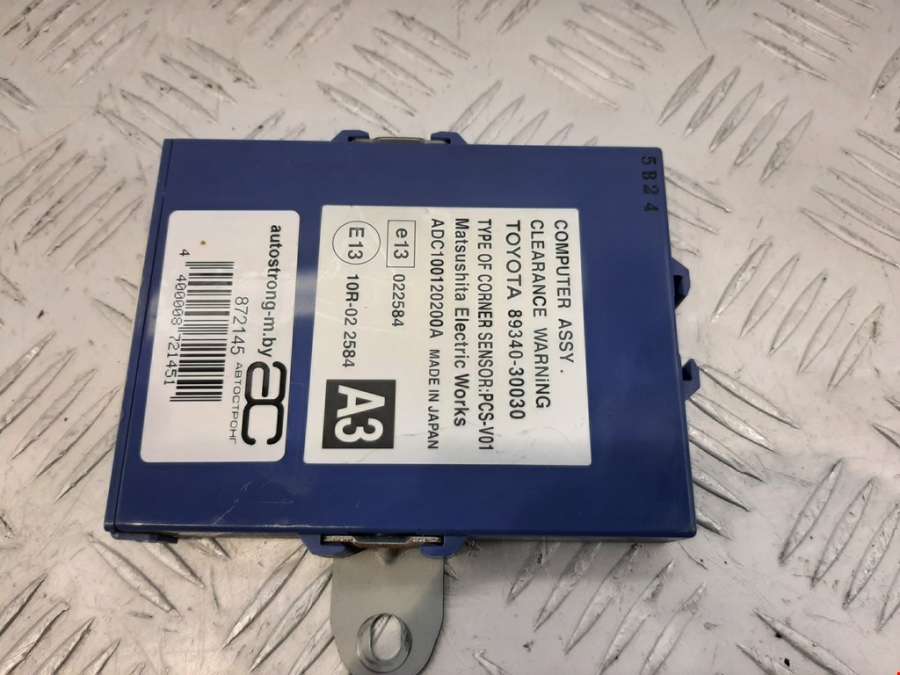 COMPUTER ASSY .
CLEARANCE WARNING
TOYOTA 89340-30030
TYPE OF CORNER SENSOR:PCS-V01
Matsushita Electric Works
ADC100120200A MADE IN JAPAN
e13 022584
E13 10R-02 2584
A3
5B24
autostrong-m.by
872145
АВТОСТРОНГ
4 400008 721451